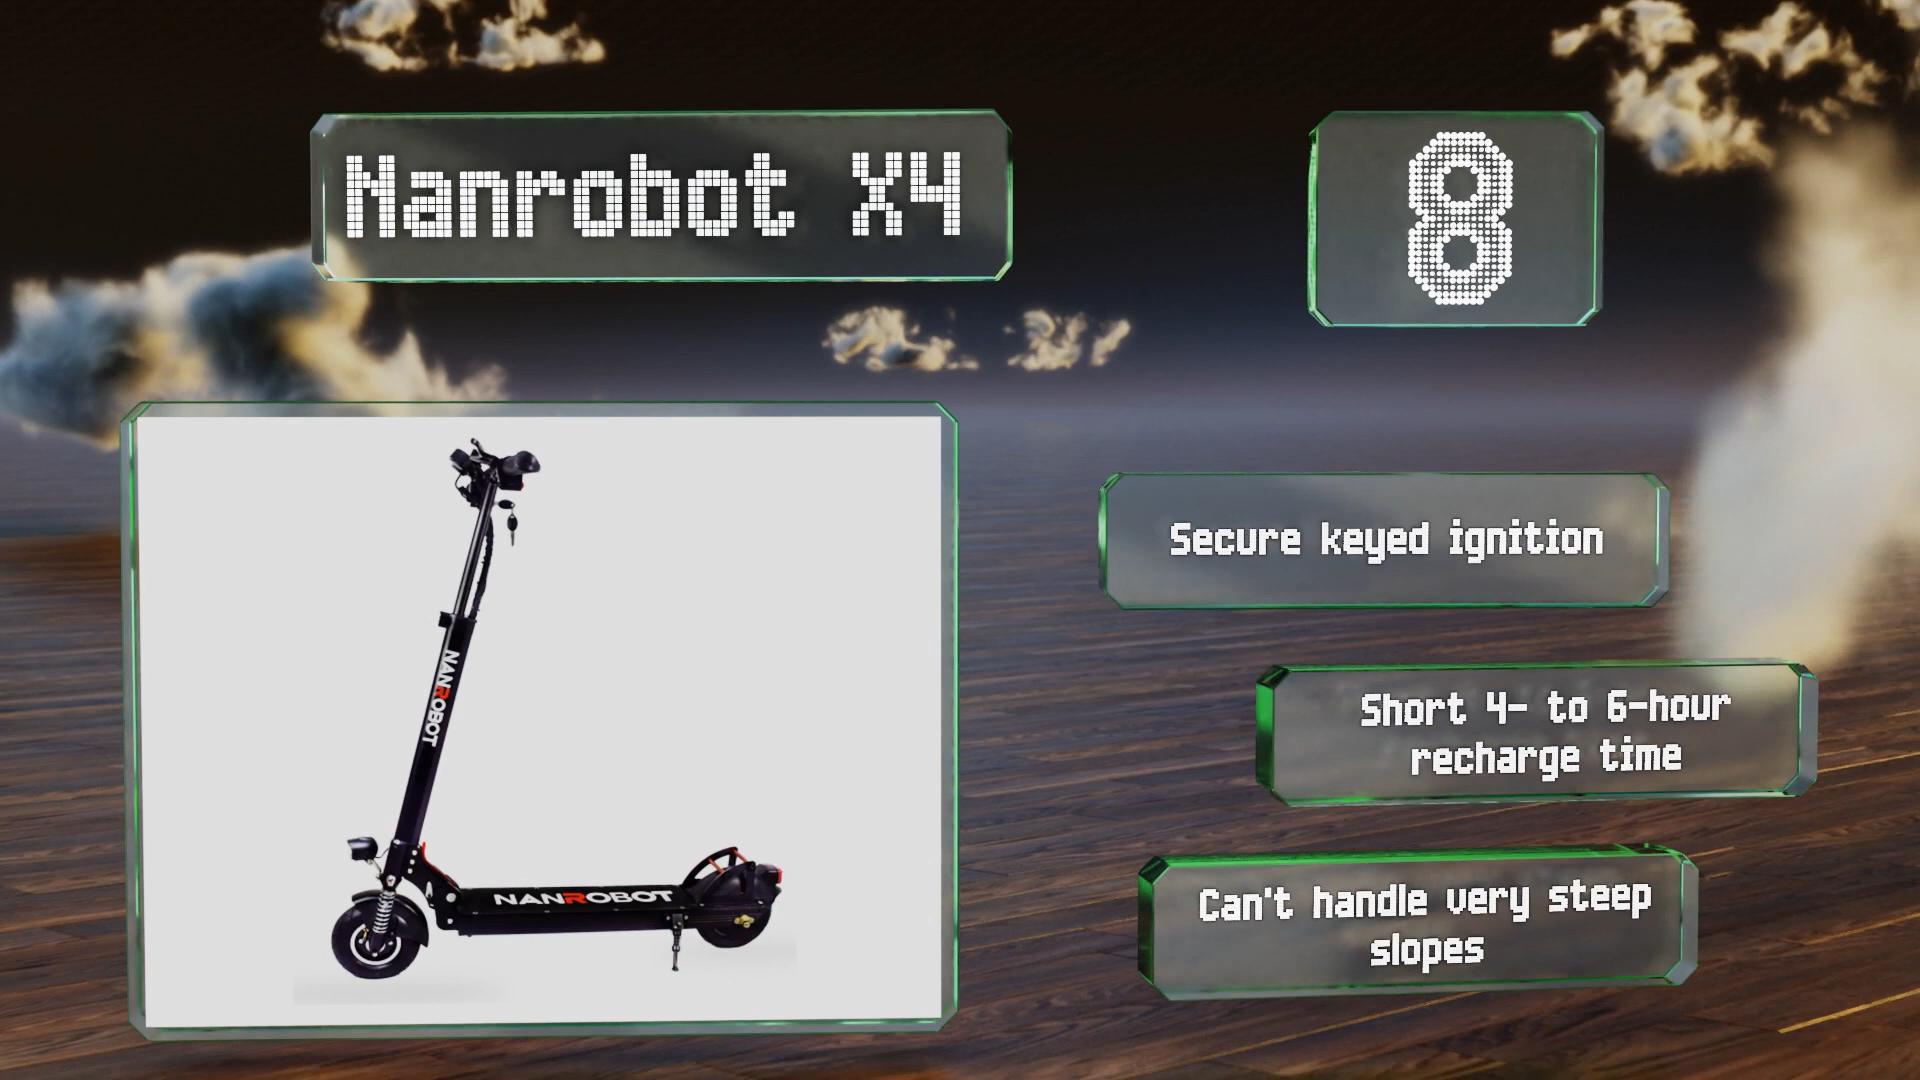 Nanrobot X4
8
NANROBOT
NANROBOT
Secure keyed ignition
Short 4- to 6-hour
recharge time
Can't handle very steep
slopes